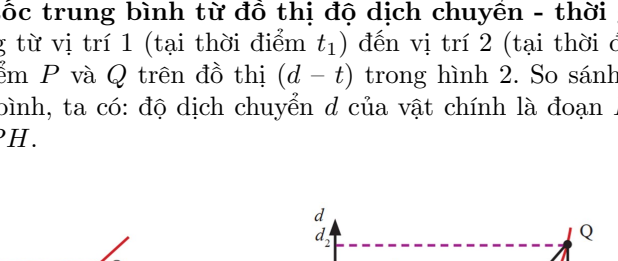 ốc trung bình từ đồ thị độ dịch chuyển - thời
từ vị trí 1 (tại thời điểm t₁) đến vị trí 2 (tại thời
P và Q trên đồ thị (d – t) trong hình 2. So sánh
bình, ta có: độ dịch chuyển d của vật chính là đoạn
PH.
d
d₂
Q